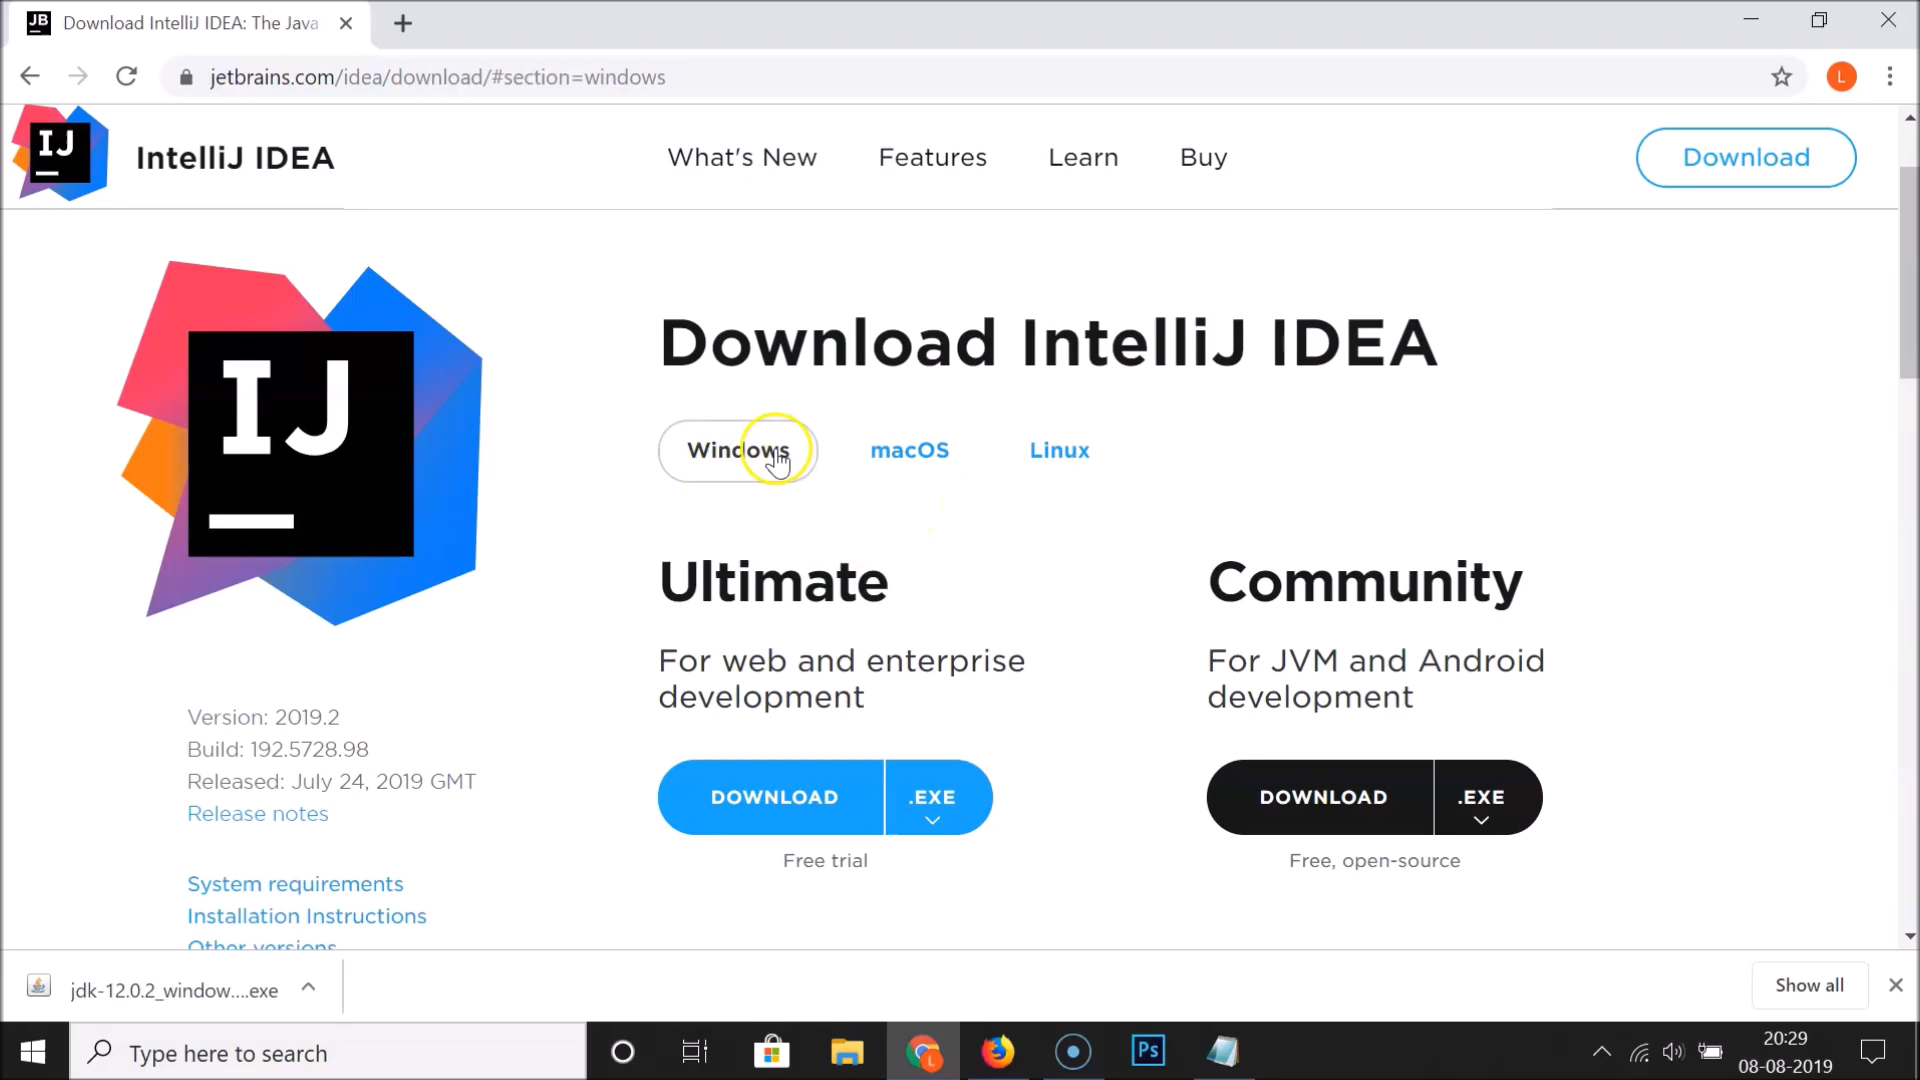 JB
Download IntelliJ IDEA: The Java
jetbrains.com/idea/download/#section=windows
L
IJ
IntelliJ IDEA
What's New
Features
Learn
Buy
Download
IJ
Download IntelliJ IDEA
Windows
macOS
Linux
Ultimate
For web and enterprise
development
DOWNLOAD
.EXE
Free trial
Community
For JVM and Android
development
DOWNLOAD
.EXE
Free, open-source
Version: 2019.2
Build: 192.5728.98
Released: July 24, 2019 GMT
Release notes
System requirements
Installation Instructions
Other versions
jdk-12.0.2_window....exe
Show all
Type here to search
L
Ps
20:29
08-08-2019